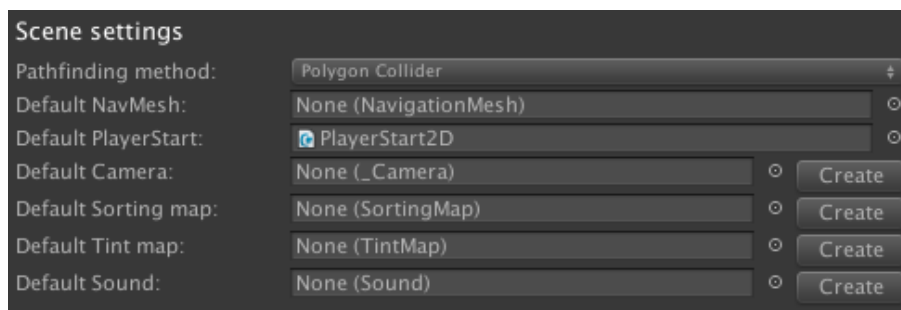 Scene settings
Pathfinding method: Polygon Collider
Default NavMesh: None (NavigationMesh)
Default PlayerStart: PlayerStart2D
Default Camera: None (_Camera) Create
Default Sorting map: None (SortingMap) Create
Default Tint map: None (TintMap) Create
Default Sound: None (Sound) Create